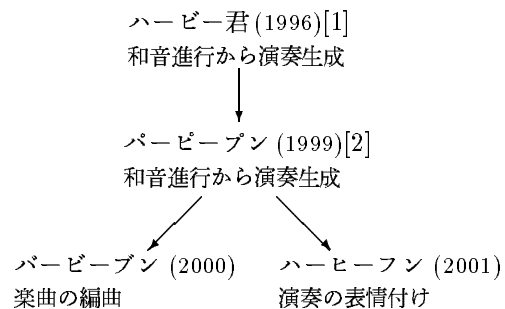 ハービー君 (1996)[1]
和音進行から演奏生成
パーピープン (1999)[2]
和音進行から演奏生成
バービーブン (2000)
楽曲の編曲
ハーヒーフン (2001)
演奏の表情付け